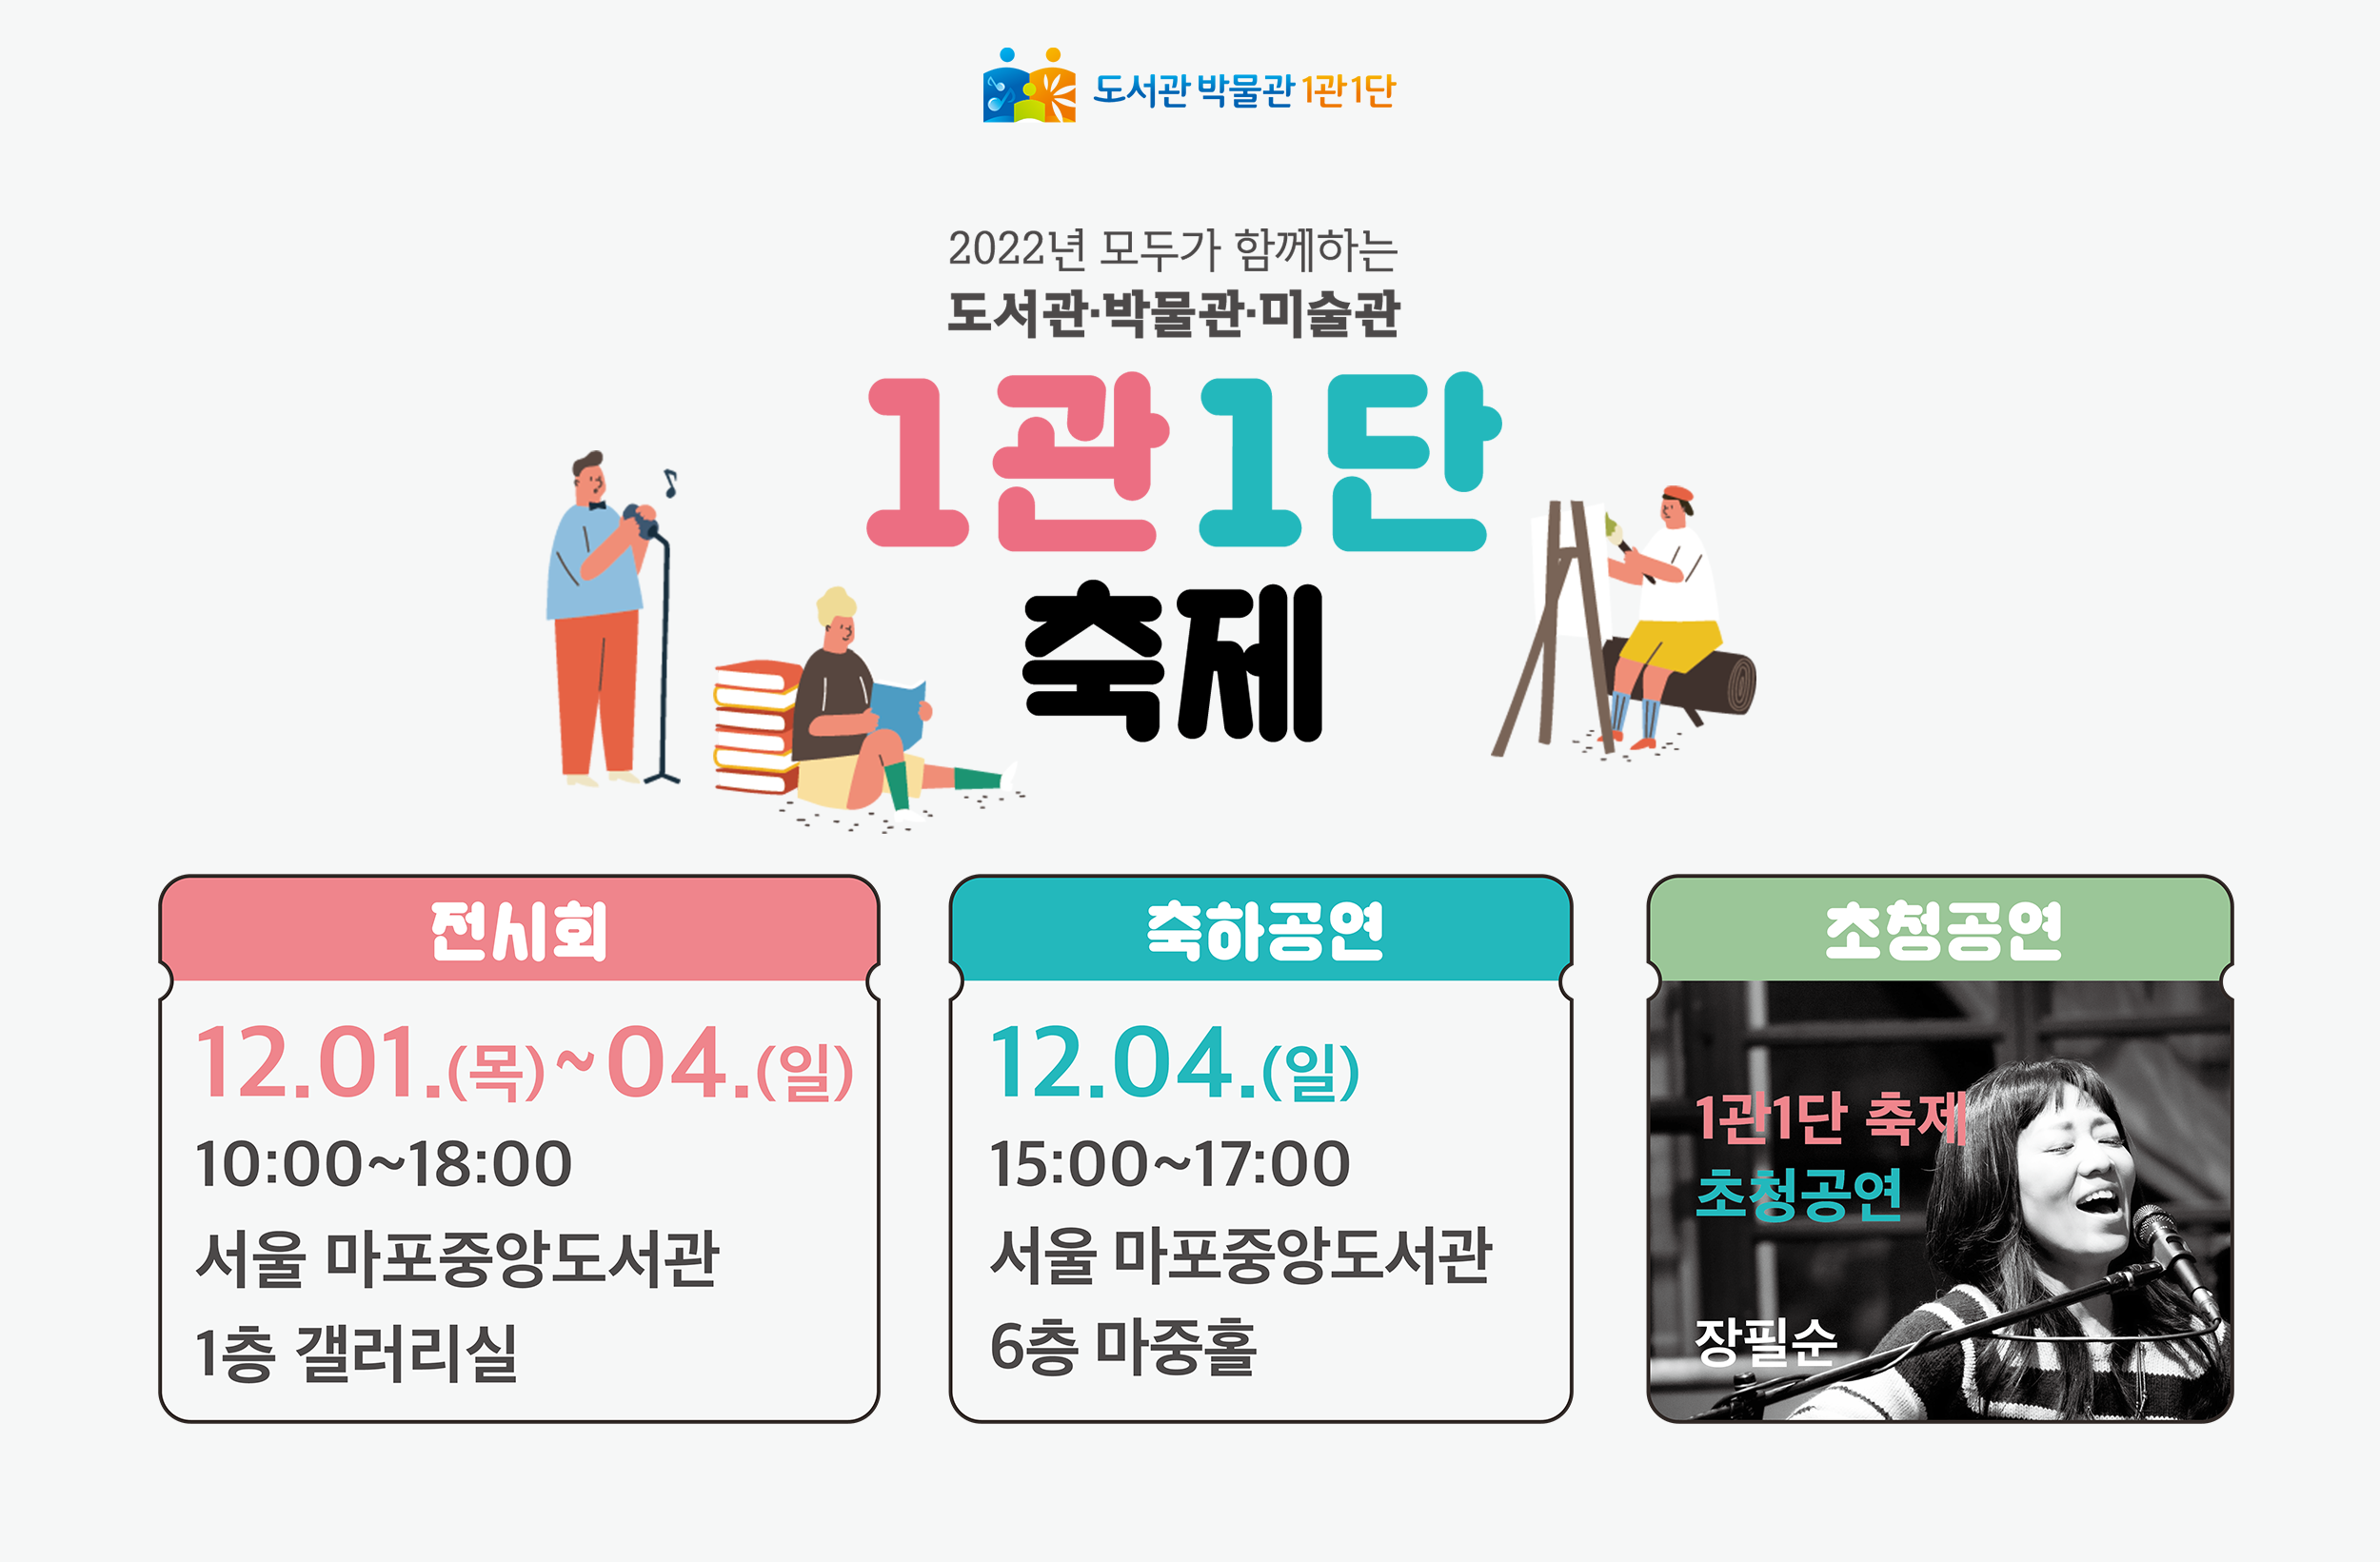 도서관 박물관 1관1단
2022년 모두가 함께하는
도서관·박물관·미술관
1관1단
축제
전시회
12.01.(목)~04.(일)
10:00~18:00
서울 마포중앙도서관
1층 갤러리실
축하공연
12.04.(일)
15:00~17:00
서울 마포중앙도서관
6층 마중홀
초청공연
1관1단 축제
초청공연
장필순